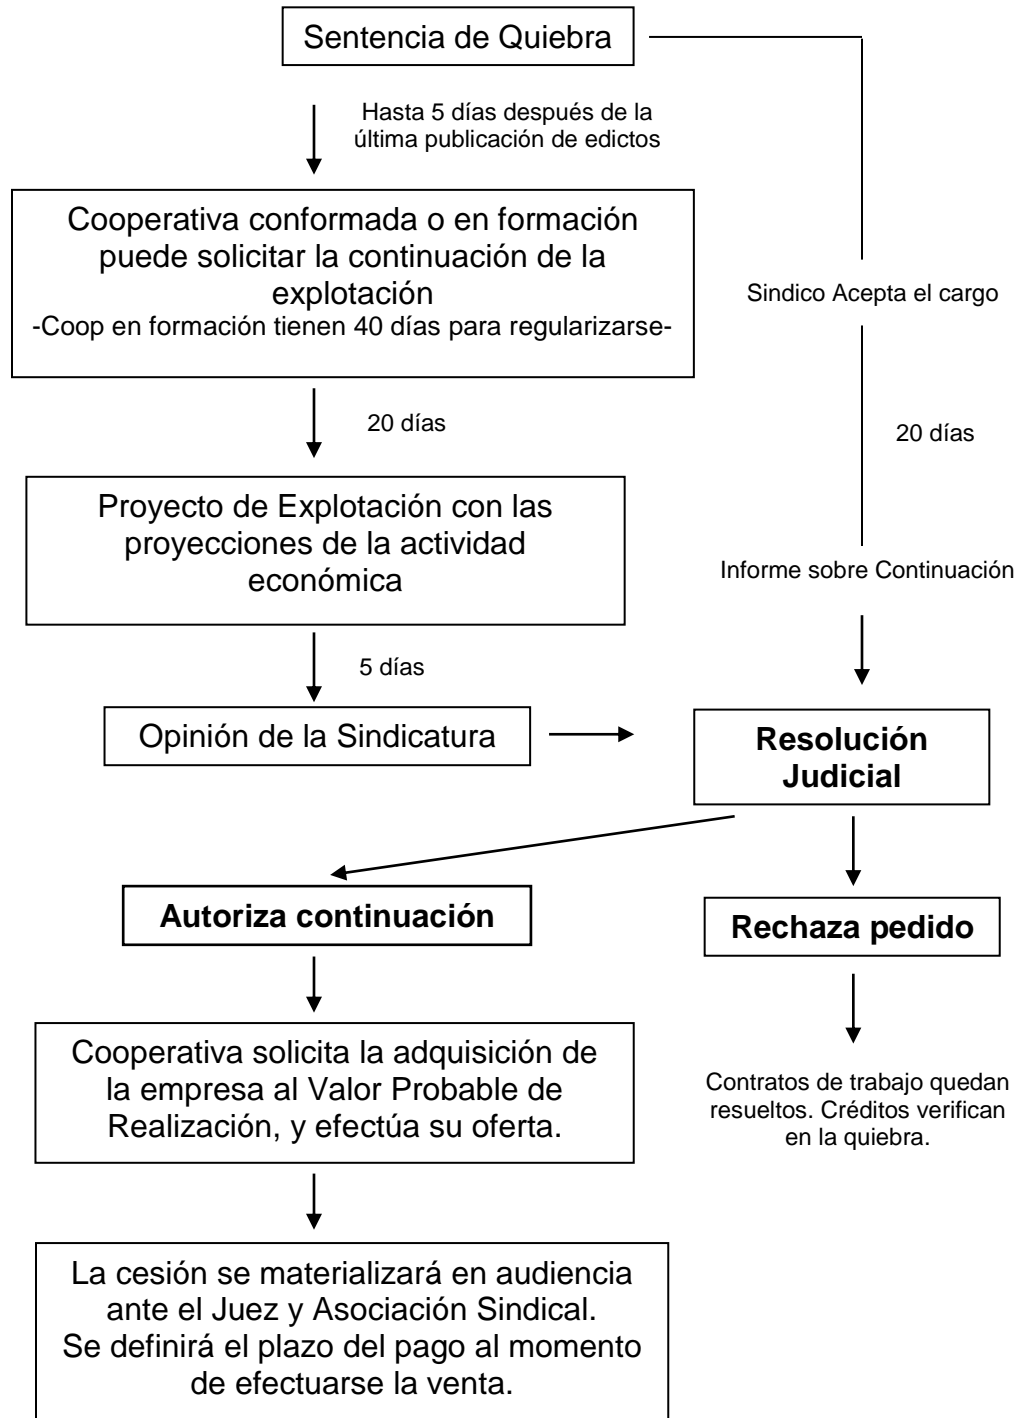 Sentencia de Quiebra
Hasta 5 días después de la
última publicación de edictos
Cooperativa conformada o en formación
puede solicitar la continuación de la
explotación
-Coop en formación tienen 40 días para regularizarse-
Sindico Acepta el cargo
20 días
20 días
Proyecto de Explotación con las
proyecciones de la actividad
económica
Informe sobre Continuación
5 días
Opinión de la Sindicatura
Resolución
Judicial
Autoriza continuación
Rechaza pedido
Cooperativa solicita la adquisición de
la empresa al Valor Probable de
Realización, y efectúa su oferta.
Contratos de trabajo quedan
resueltos. Créditos verifican
en la quiebra.
La cesión se materializará en audiencia
ante el Juez y Asociación Sindical.
Se definirá el plazo del pago al momento
de efectuarse la venta.